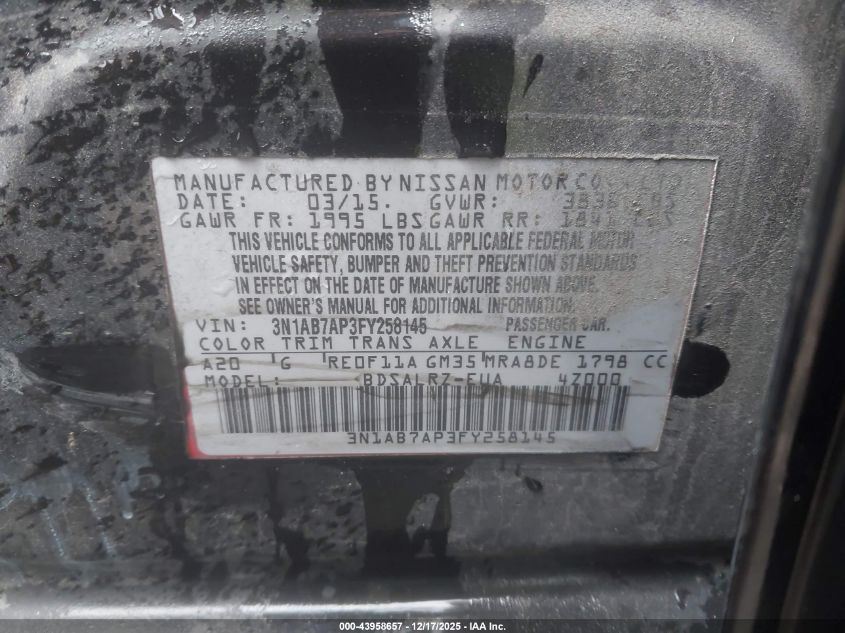 MANUFACTURED BY NISSAN MOTOR
DATE: 03/15. GVWR:
GAWR FR: 1995 LBS GAWR RR:
THIS VEHICLE CONFORMS TO ALL APPLICABLE FEDERAL MOTOR
VEHICLE SAFETY, BUMPER AND THEFT PREVENTION STANDARDS
IN EFFECT ON THE DATE OF MANUFACTURE SHOWN ABOVE.
SEE OWNER'S MANUAL FOR ADDITIONAL INFORMATION.
VIN: 3N1AB7AP3FY258145 PASSENGER CAR.
COLOR TRIM TRANS AXLE ENGINE
A20 G RE0F11A GM35 MRA8DE 1798 CC
MODEL: BDSALRZ-EUA 4Z000
3N1AB7AP3FY258145
000-43958657 - 12/17/2025 - IAA Inc.